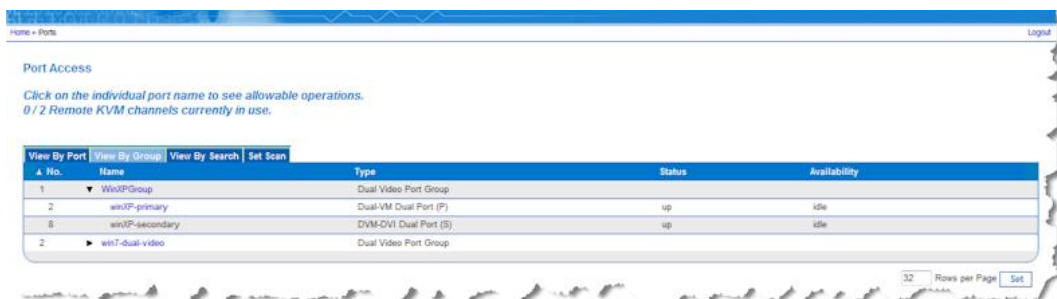 Home » Ports
Logout
Port Access
Click on the individual port name to see allowable operations.
0 / 2 Remote KVM channels currently in use.
View By Port View By Group View By Search Set Scan
▲ No. Name Type Status Availability
1 ▼ WinXPGroup Dual Video Port Group
2 winXP-primary Dual-VM Dual Port (P) up idle
8 winXP-secondary DVM-DVI Dual Port (S) up idle
2 ► win7-dual-video Dual Video Port Group
32 Rows per Page Set